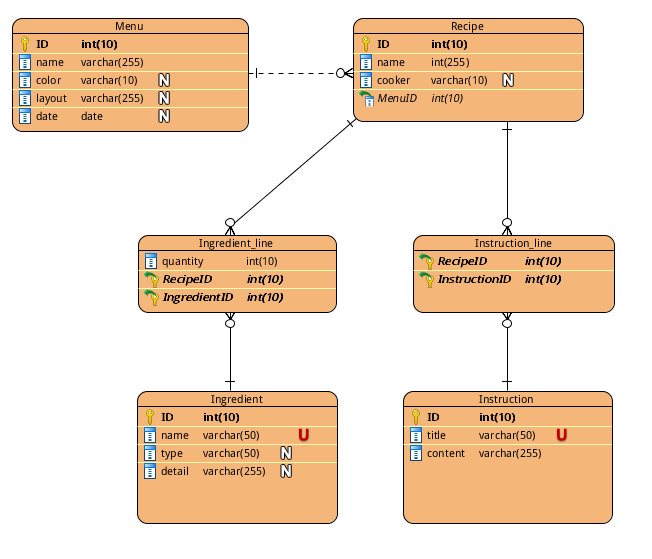 Menu
ID int(10)
name varchar(255)
color varchar(10) N
layout varchar(255) N
date date N
Recipe
ID int(10)
name int(255)
cooker varchar(10) N
MenuID int(10)
Ingredient_line
quantity int(10)
RecipeID int(10)
IngredientID int(10)
Instruction_line
RecipeID int(10)
InstructionID int(10)
Ingredient
ID int(10)
name varchar(50) U
type varchar(50) N
detail varchar(255) N
Instruction
ID int(10)
title varchar(50) U
content varchar(255)